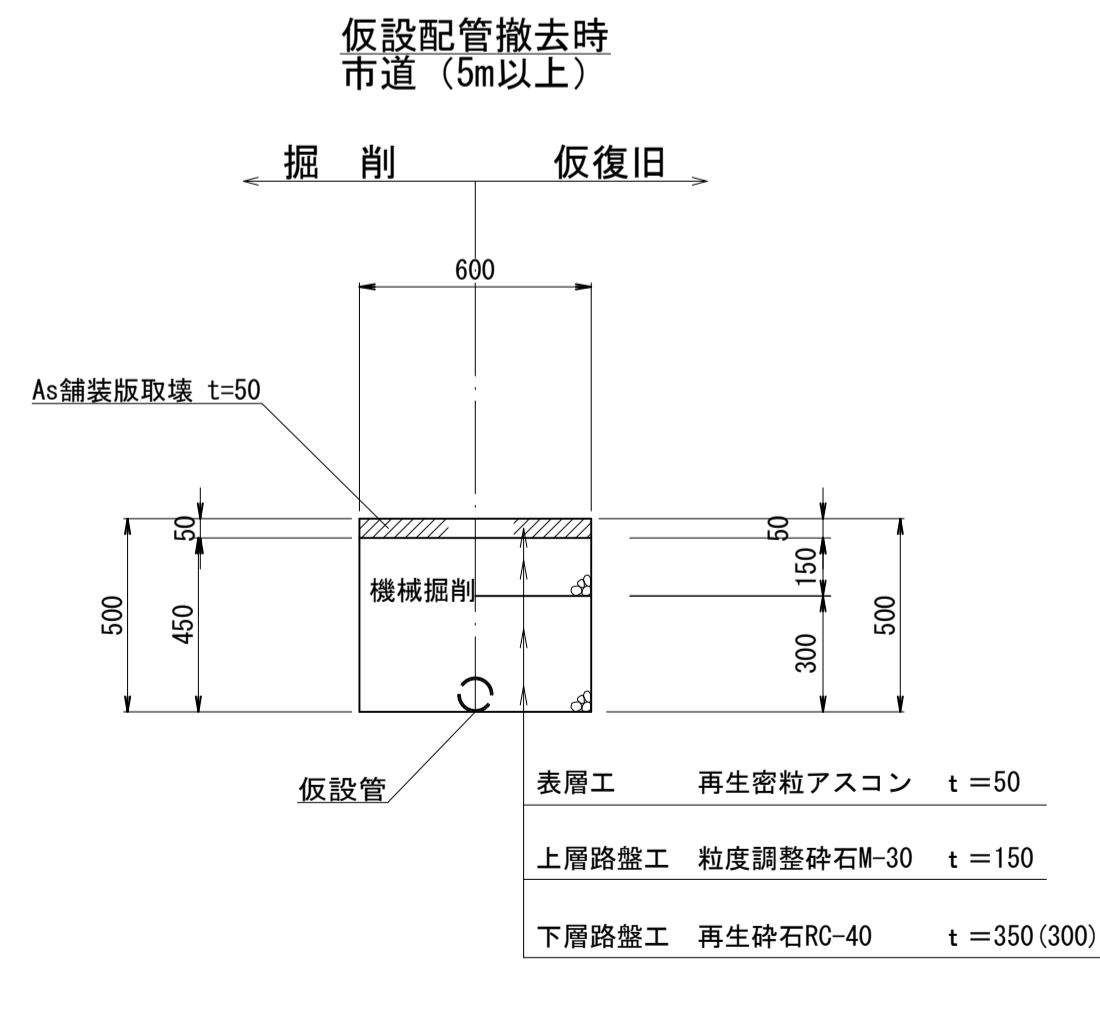 仮設配管撤去時
市道（5m以上）
掘　削　仮復旧
600
As舗装版取壊 t=50
50
450
500
機械掘削
50
150
300
500
仮設管
表層工　再生密粒アスコン　t＝50
上層路盤工　粒度調整砕石M-30　t＝150
下層路盤工　再生砕石RC-40　t＝350(300)